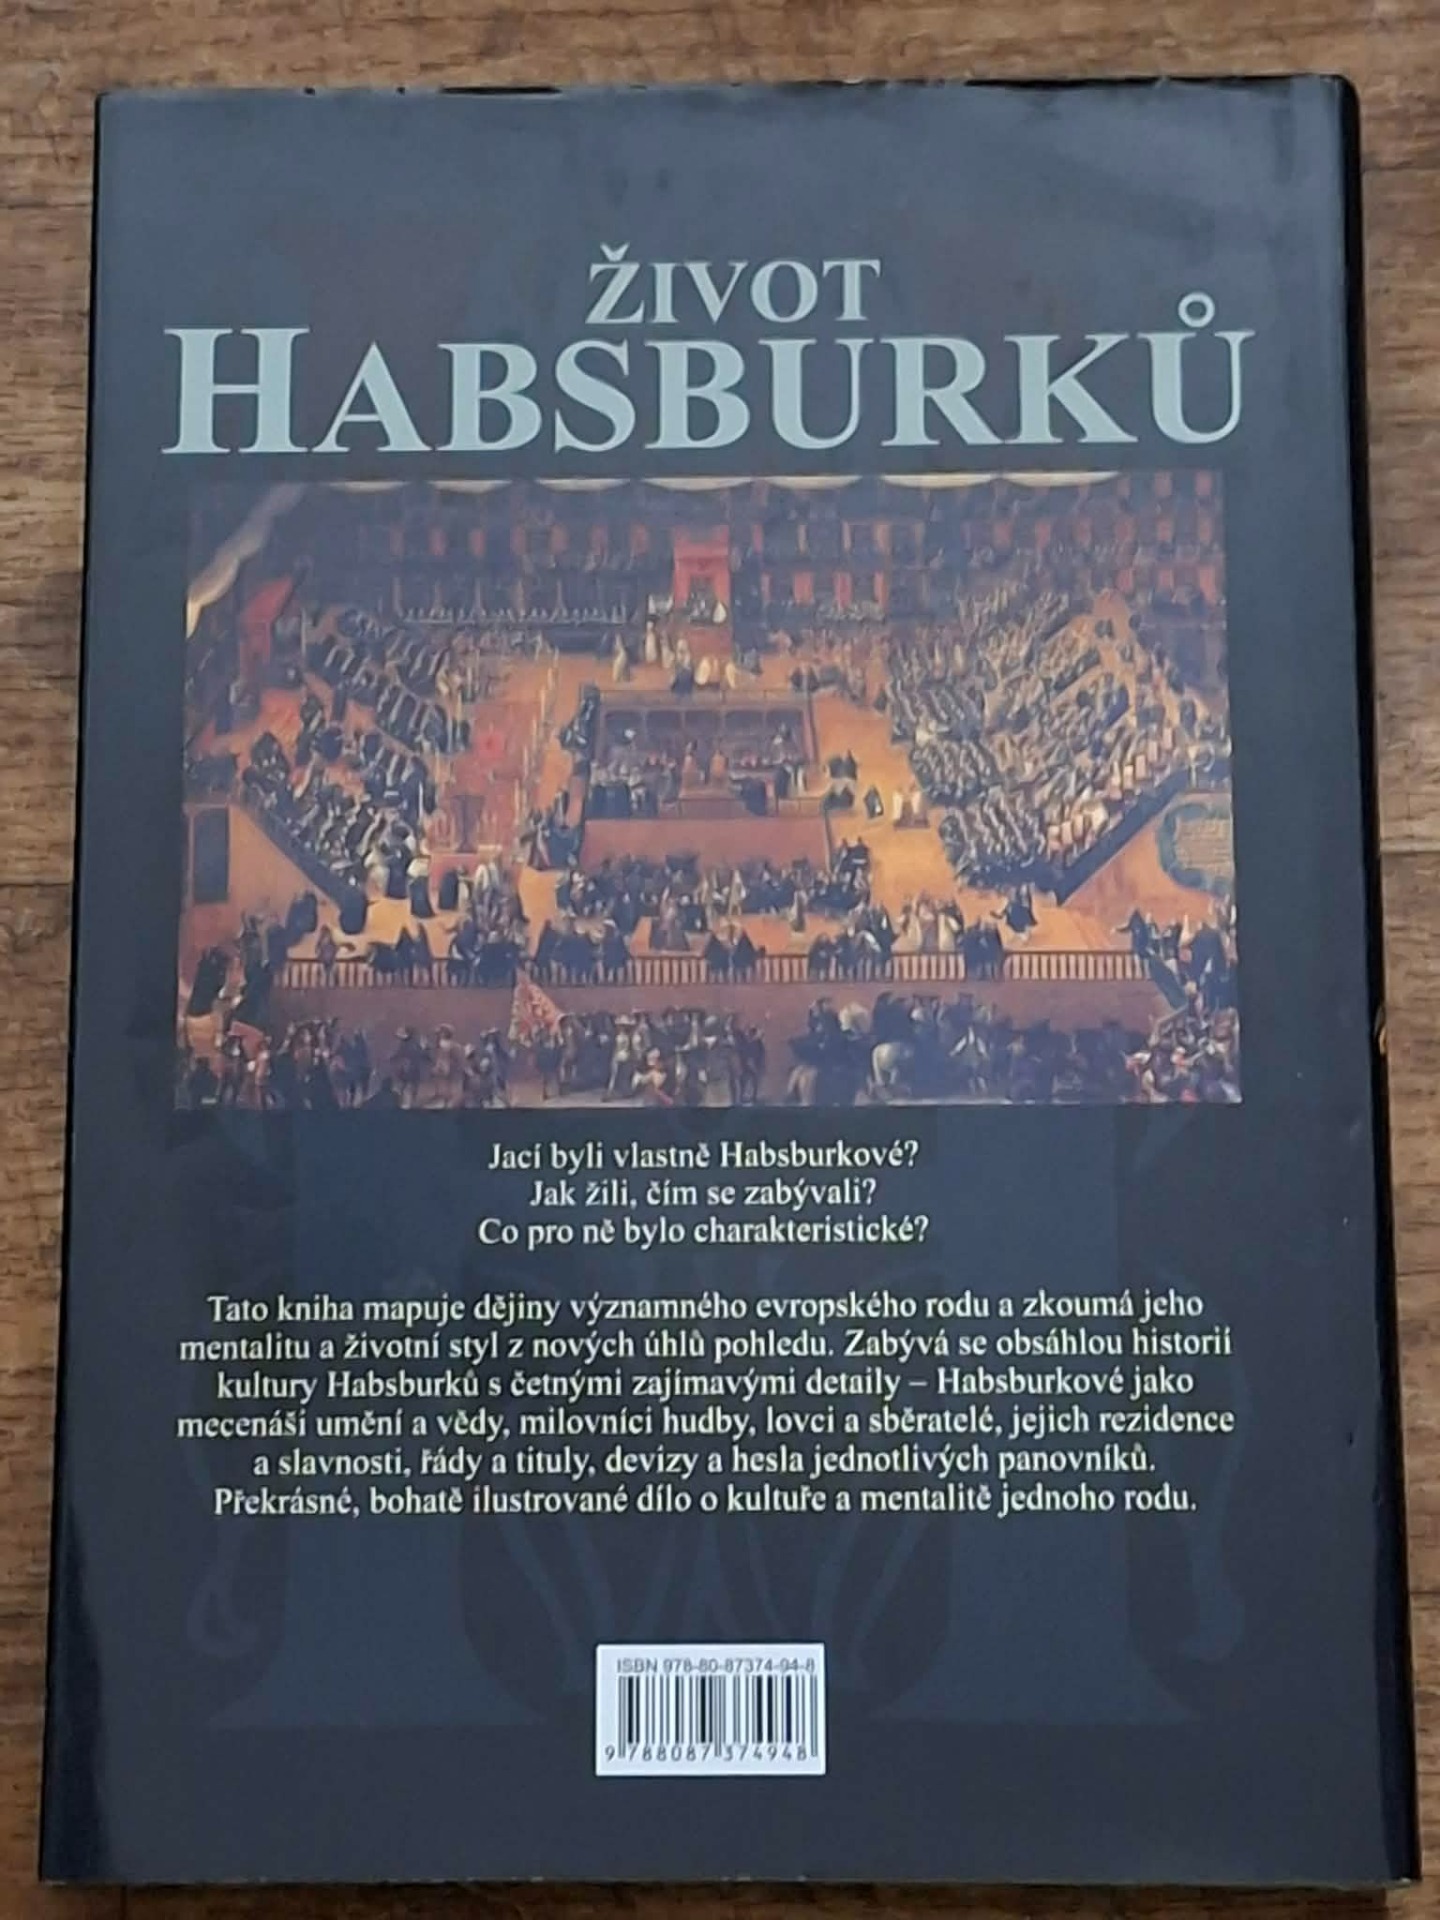 ŽIVOT
HABSBURKŮ
Jací byli vlastně Habsburkové?
Jak žili, čím se zabývali?
Co pro ně bylo charakteristické?
Tato kniha mapuje dějiny významného evropského rodu a zkoumá jeho
mentalitu a životní styl z nových úhlů pohledu. Zabývá se obsáhlou historií
kultury Habsburků s četnými zajímavými detaily – Habsburkové jako
mecenáši umění a vědy, milovníci hudby, lovci a sběratelé, jejich rezidence
a slavnosti, řády a tituly, devizy a hesla jednotlivých panovníků.
Překrásné, bohatě ilustrované dílo o kultuře a mentalitě jednoho rodu.
ISBN 978-80-87374-94-8
9 788087 374948